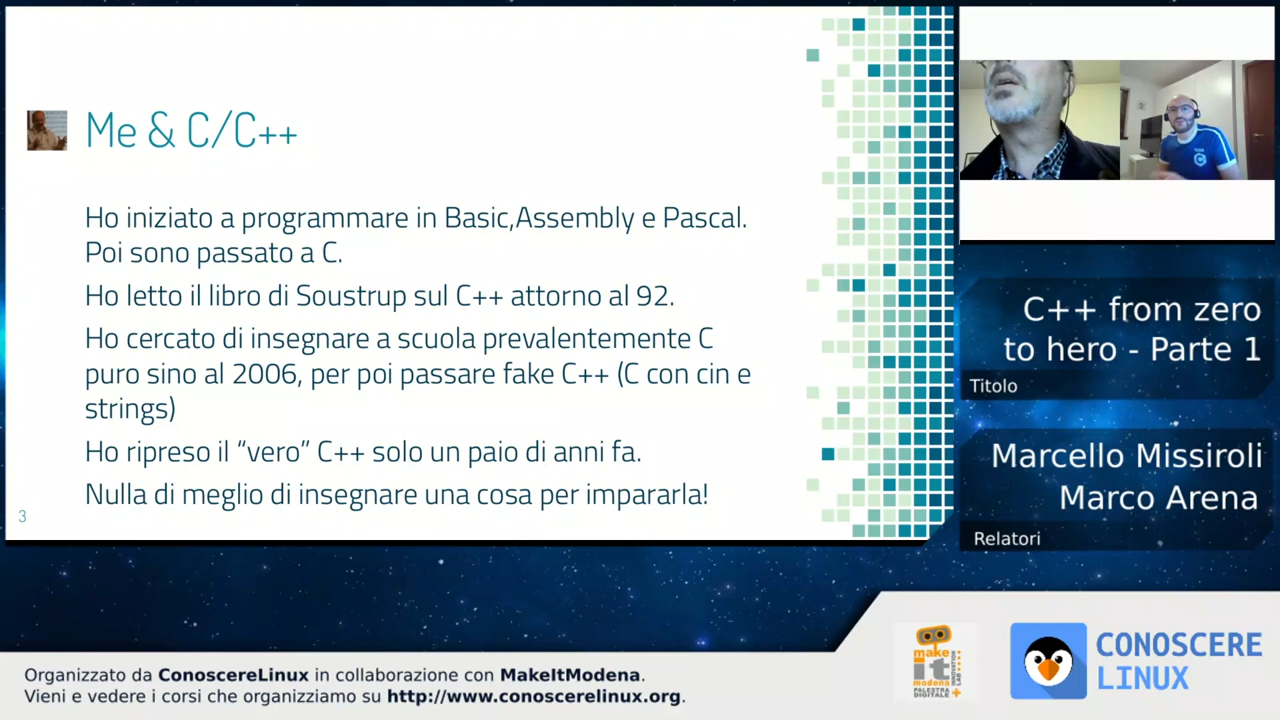 Me & C/C++
Ho iniziato a programmare in Basic,Assembly e Pascal.
Poi sono passato a C.
Ho letto il libro di Soustrup sul C++ attorno al 92.
Ho cercato di insegnare a scuola prevalentemente C
puro sino al 2006, per poi passare fake C++ (C con cin e
strings)
Ho ripreso il “vero” C++ solo un paio di anni fa.
Nulla di meglio di insegnare una cosa per impararla!
3
C++ from zero
to hero - Parte 1
Titolo
Marcello Missiroli
Marco Arena
Relatori
make
it
modena
PALESTRA
DIGITALE
INNOVATION
LAB
CONOSCERE
LINUX
Organizzato da ConoscereLinux in collaborazione con MakeItModena.
Vieni e vedere i corsi che organizziamo su http://www.conoscerelinux.org.